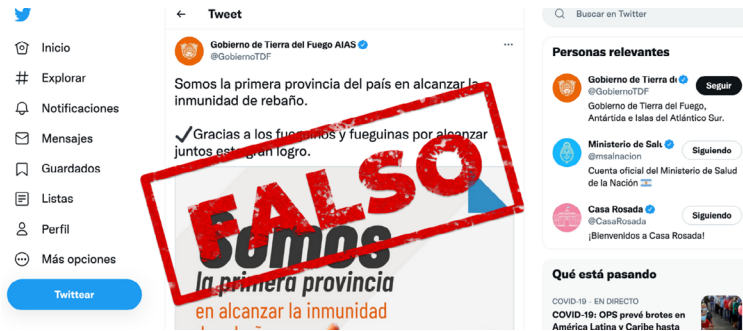 Inicio
Explorar
Notificaciones
Mensajes
Guardados
Listas
Perfil
Más opciones
Twittear
Tweet
Gobierno de Tierra del Fuego AIAS
@GobiernoTDF
Somos la primera provincia del país en alcanzar la
inmunidad de rebaño.
✔Gracias a los fueguinos y fueguinas por alcanzar
juntos este gran logro.
FALSO
Somos
la primera provincia
en alcanzar la inmunidad
Buscar en Twitter
Personas relevantes
Gobierno de Tierra de
@GobiernoTDF
Seguir
Gobierno de Tierra del Fuego,
Antártida e Islas del Atlántico Sur.
Ministerio de Salu
@msalnacion
Siguiendo
Cuenta oficial del Ministerio de Salud
de la Nación 🇦🇷
Casa Rosada
@CasaRosada
Siguiendo
¡Bienvenidos a Casa Rosada!
Qué está pasando
COVID-19 · EN DIRECTO
COVID-19: OPS prevé brotes en
América Latina y Caribe hasta